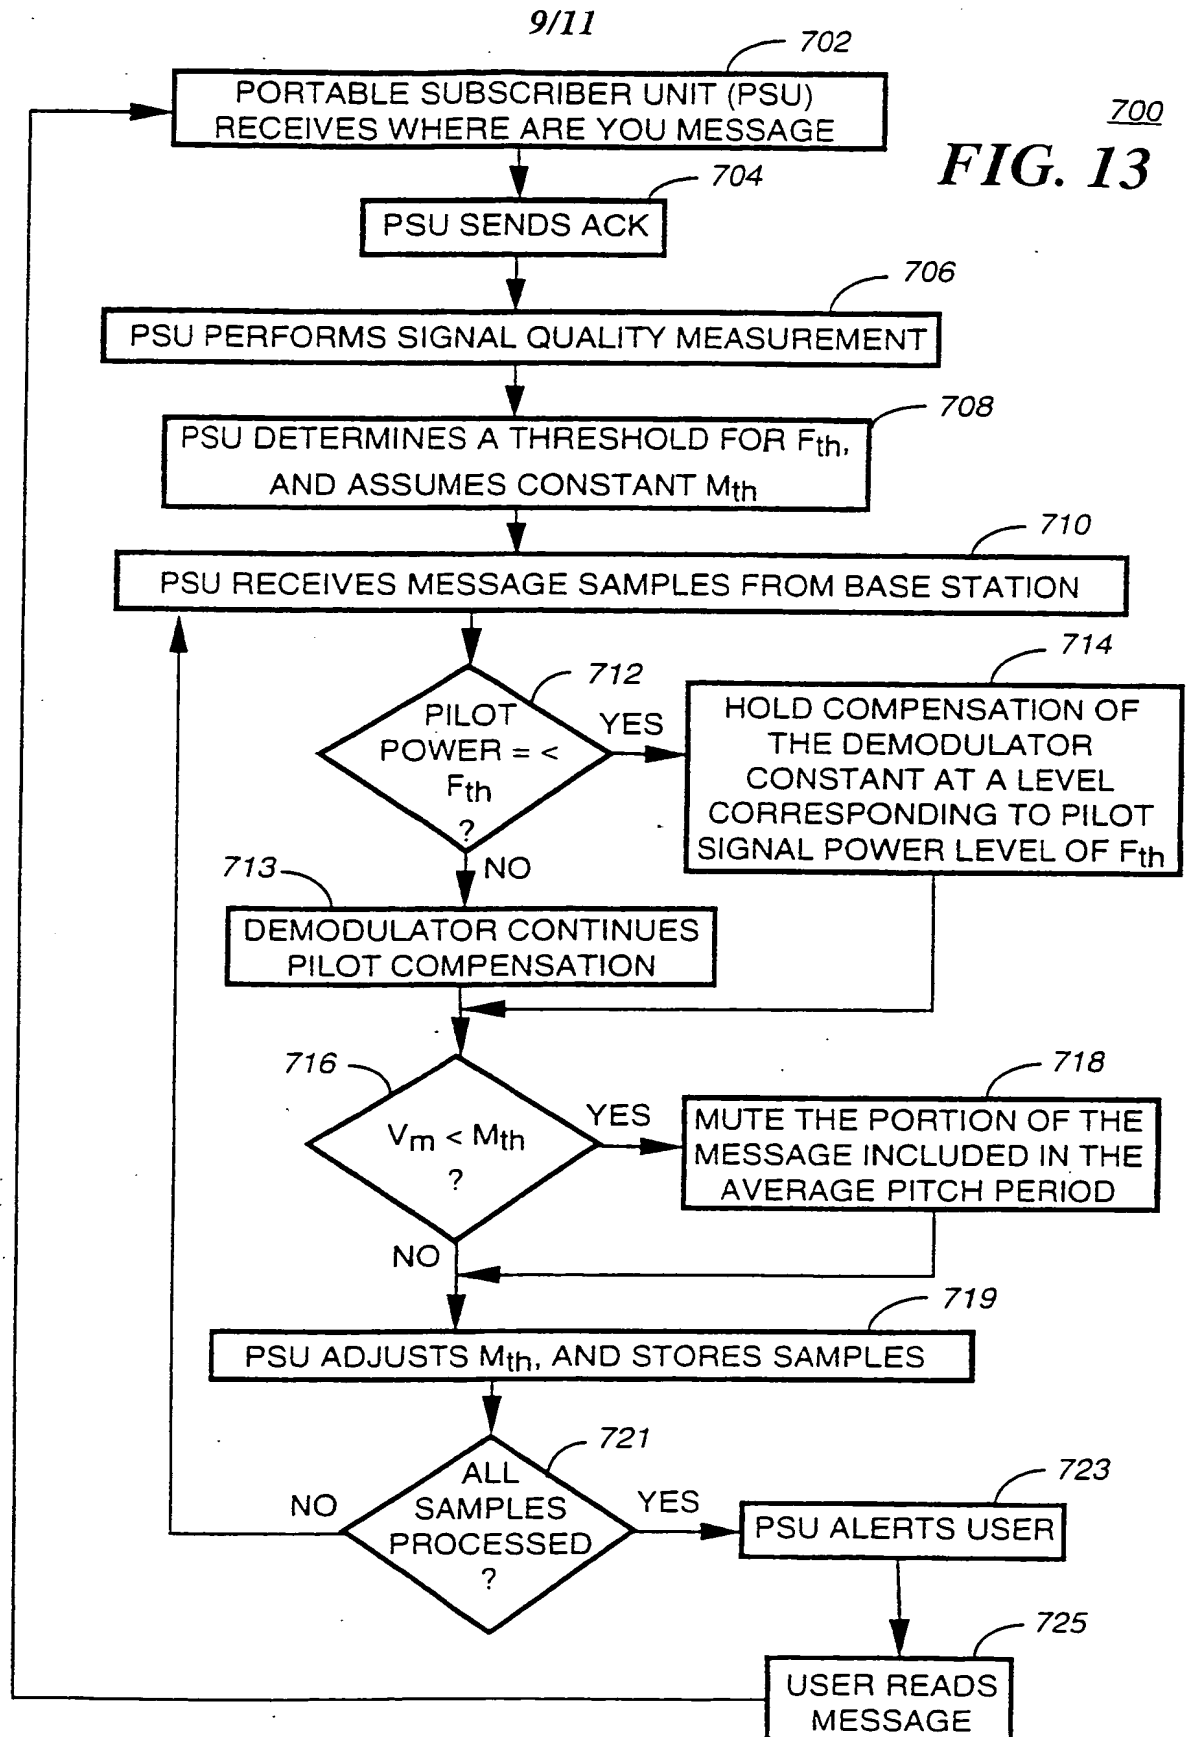 9/11
702
PORTABLE SUBSCRIBER UNIT (PSU)
RECEIVES WHERE ARE YOU MESSAGE
700
FIG. 13
704
PSU SENDS ACK
706
PSU PERFORMS SIGNAL QUALITY MEASUREMENT
708
PSU DETERMINES A THRESHOLD FOR Fth,
AND ASSUMES CONSTANT Mth
710
PSU RECEIVES MESSAGE SAMPLES FROM BASE STATION
712
PILOT
POWER = <
Fth
?
YES
714
HOLD COMPENSATION OF
THE DEMODULATOR
CONSTANT AT A LEVEL
CORRESPONDING TO PILOT
SIGNAL POWER LEVEL OF Fth
NO
713
DEMODULATOR CONTINUES
PILOT COMPENSATION
716
Vm < Mth
?
YES
718
MUTE THE PORTION OF THE
MESSAGE INCLUDED IN THE
AVERAGE PITCH PERIOD
NO
719
PSU ADJUSTS Mth, AND STORES SAMPLES
721
ALL
SAMPLES
PROCESSED
?
NO
YES
723
PSU ALERTS USER
725
USER READS
MESSAGE